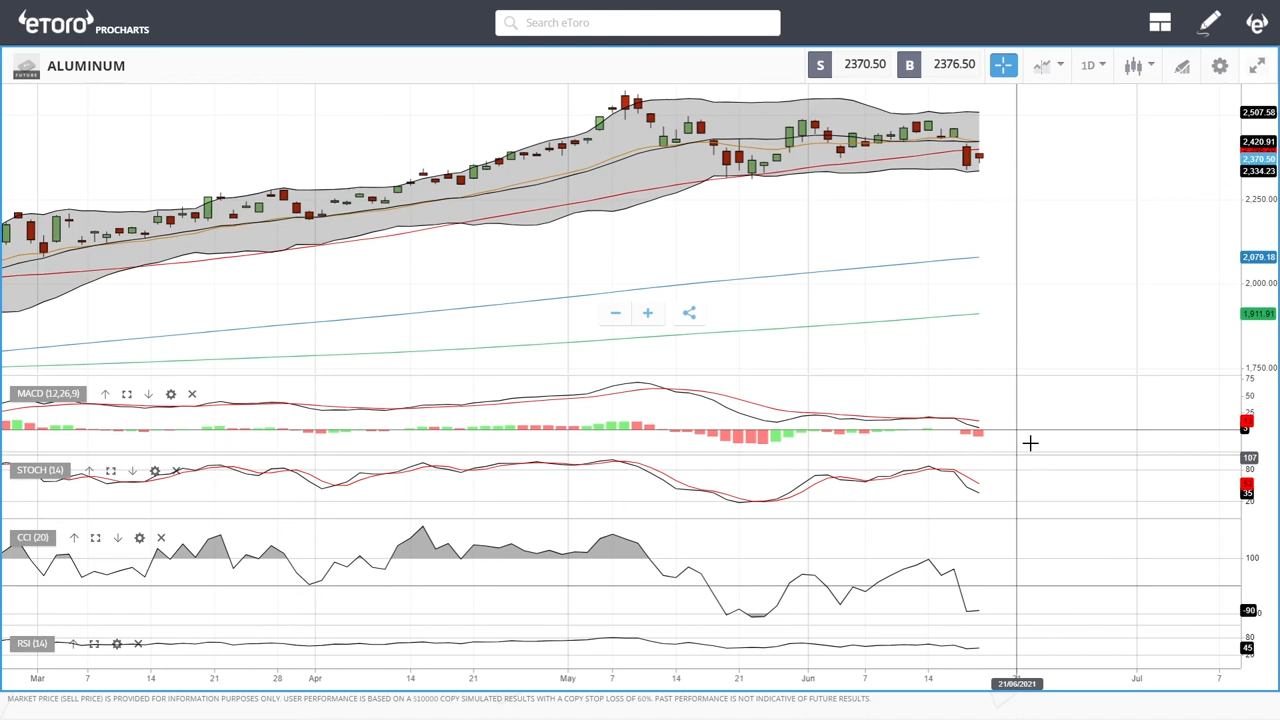 eToro PROCHARTS
Search eToro
FUTURE
ALUMINUM
S 2370.50 B 2376.50
1D
2,507.58
2,420.91
2,370.50
2,334.23
2,250.00
2,079.18
2,000.00
1,911.91
1,750.00
MACD (12,26,9)
75
50
25
STOCH (14)
107
80
35
20
CCI (20)
100
-90
RSI (14)
80
45
20
Mar 7 14 21 28 Apr 14 21 May 7 14 21 Jun 7 14 Jul 7
21/06/2021
MARKET PRICE (SELL PRICE) IS PROVIDED FOR INFORMATION PURPOSES ONLY. USER PERFORMANCE IS BASED ON A $10000 COPY SIMULATED RESULTS WITH A COPY STOP LOSS OF 60%. PAST PERFORMANCE IS NOT INDICATIVE OF FUTURE RESULTS.